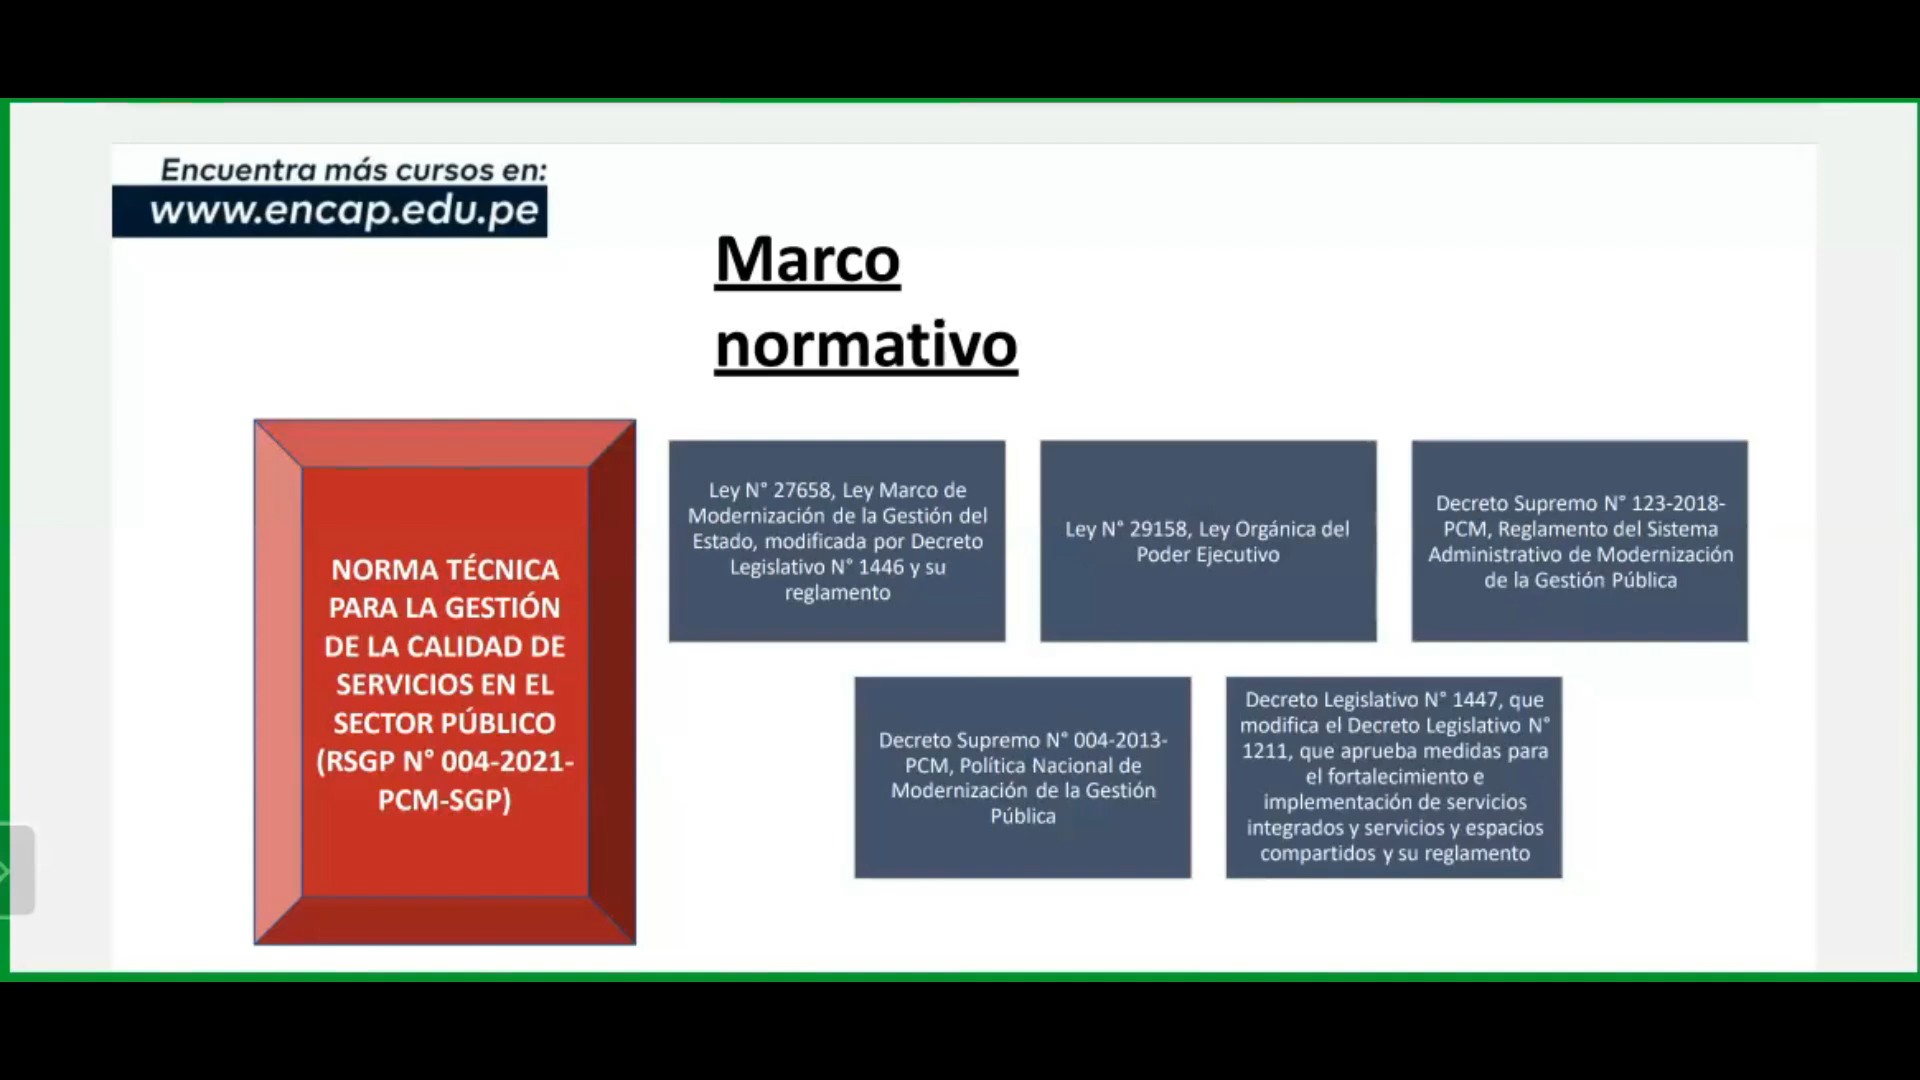 Encuentra más cursos en:
www.encap.edu.pe
Marco
normativo
NORMA TÉCNICA
PARA LA GESTIÓN
DE LA CALIDAD DE
SERVICIOS EN EL
SECTOR PÚBLICO
(RSGP N° 004-2021-
PCM-SGP)
Ley N° 27658, Ley Marco de
Modernización de la Gestión del
Estado, modificada por Decreto
Legislativo N° 1446 y su
reglamento
Ley N° 29158, Ley Orgánica del
Poder Ejecutivo
Decreto Supremo N° 123-2018-
PCM, Reglamento del Sistema
Administrativo de Modernización
de la Gestión Pública
Decreto Supremo N° 004-2013-
PCM, Política Nacional de
Modernización de la Gestión
Pública
Decreto Legislativo N° 1447, que
modifica el Decreto Legislativo N°
1211, que aprueba medidas para
el fortalecimiento e
implementación de servicios
integrados y servicios y espacios
compartidos y su reglamento